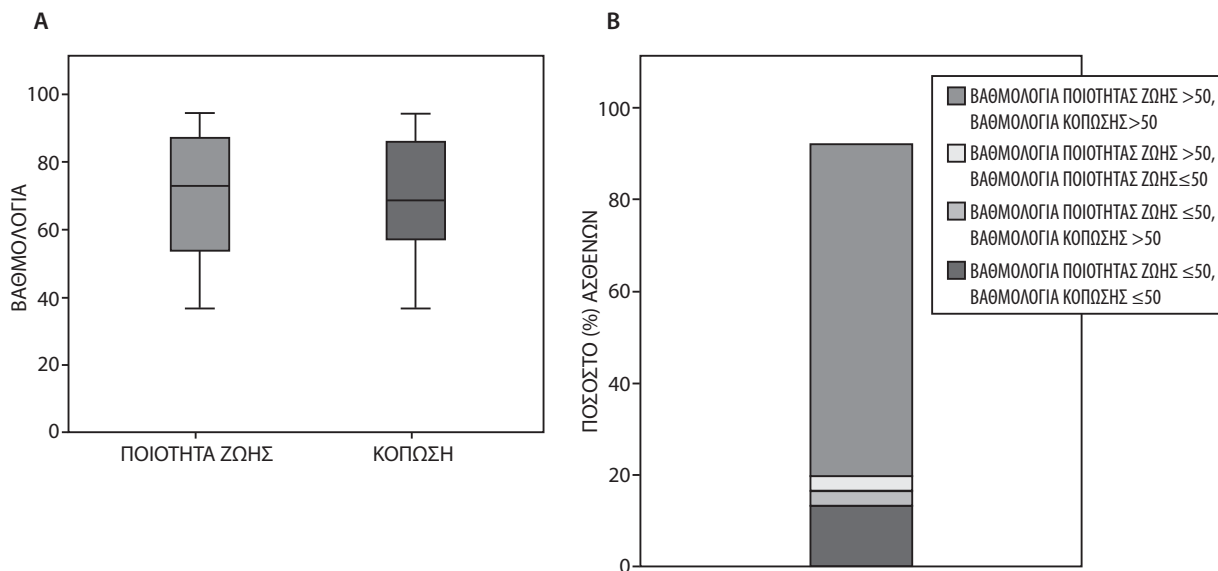 A
ΒΑΘΜΟΛΟΓΙΑ
100
80
60
40
20
0
ΠΟΙΟΤΗΤΑ ΖΩΗΣ
ΚΟΠΩΣΗ
B
ΠΟΣΟΣΤΟ (%) ΑΣΘΕΝΩΝ
100
80
60
40
20
0
ΒΑΘΜΟΛΟΓΙΑ ΠΟΙΟΤΗΤΑΣ ΖΩΗΣ >50,
ΒΑΘΜΟΛΟΓΙΑ ΚΟΠΩΣΗΣ>50
ΒΑΘΜΟΛΟΓΙΑ ΠΟΙΟΤΗΤΑΣ ΖΩΗΣ >50,
ΒΑΘΜΟΛΟΓΙΑ ΠΟΙΟΤΗΤΑΣ ΖΩΗΣ≤50
ΒΑΘΜΟΛΟΓΙΑ ΠΟΙΟΤΗΤΑΣ ΖΩΗΣ ≤50,
ΒΑΘΜΟΛΟΓΙΑ ΚΟΠΩΣΗΣ >50
ΒΑΘΜΟΛΟΓΙΑ ΠΟΙΟΤΗΤΑΣ ΖΩΗΣ ≤50,
ΒΑΘΜΟΛΟΓΙΑ ΚΟΠΩΣΗΣ ≤50